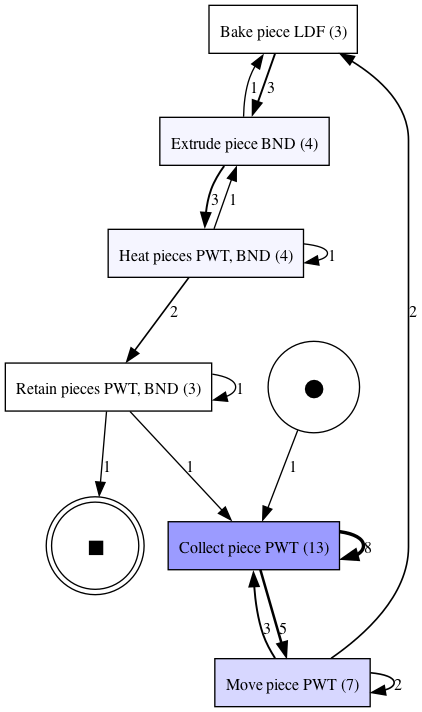 Bake piece LDF (3)
1
3
Extrude piece BND (4)
3
1
Heat pieces PWT, BND (4)
1
2
2
Retain pieces PWT, BND (3)
1
1
1
1
Collect piece PWT (13)
8
3
5
Move piece PWT (7)
2